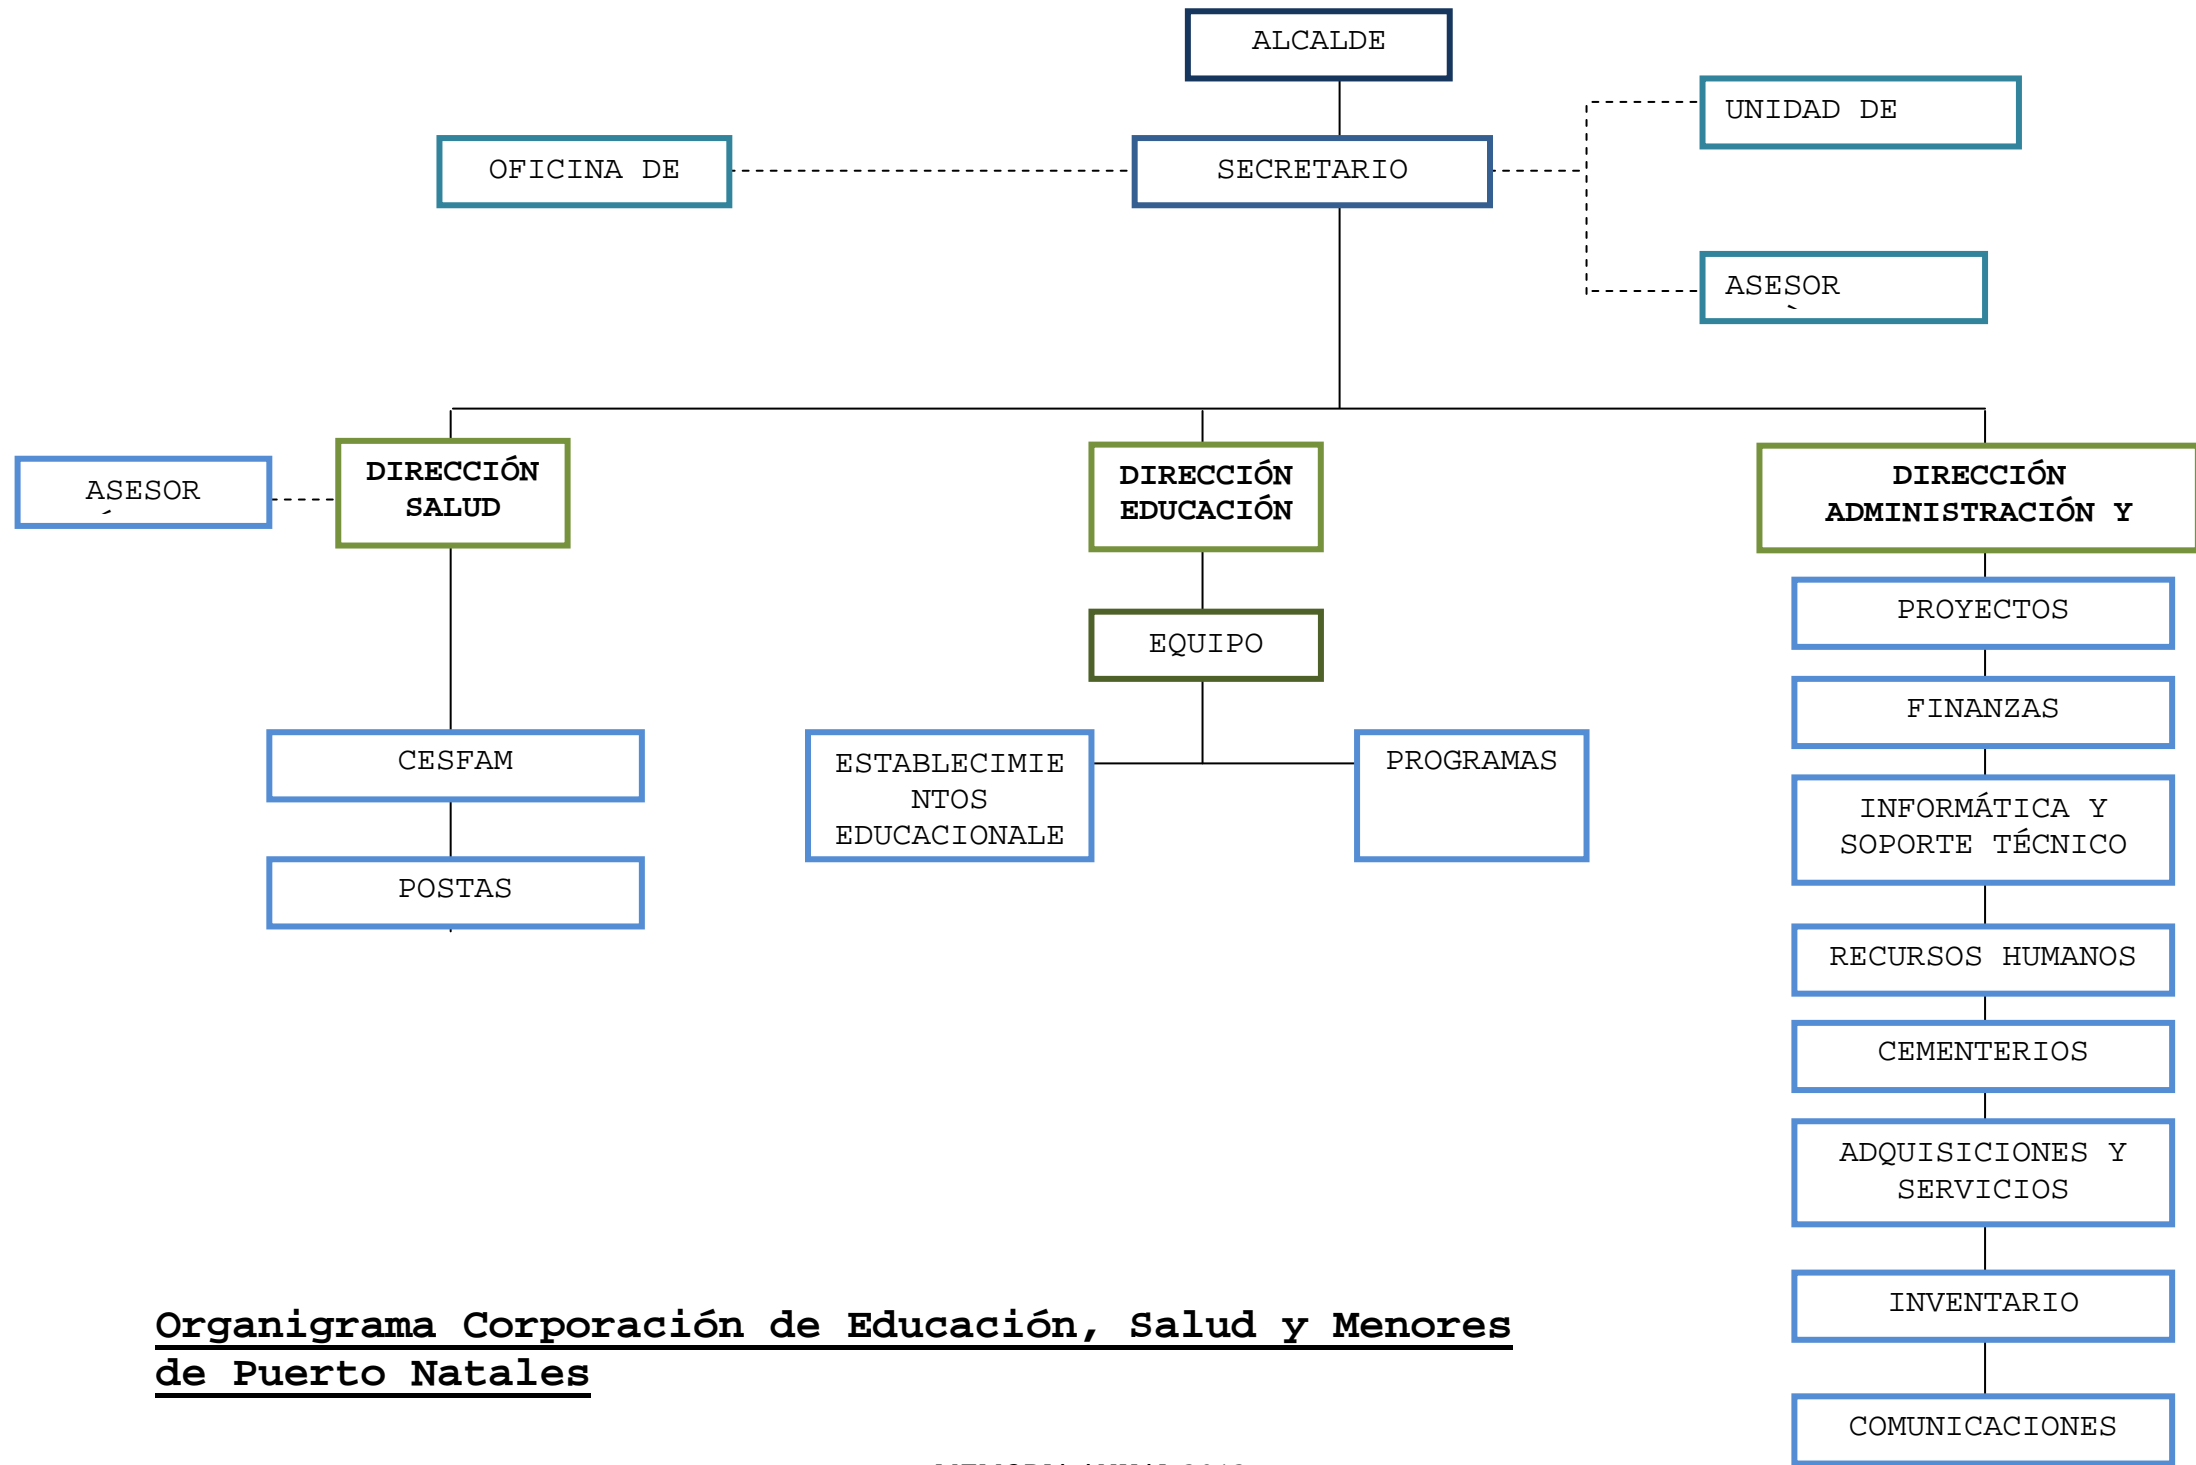 ALCALDE
UNIDAD DE
OFICINA DE
SECRETARIO
ASESOR
ASESOR
DIRECCIÓN
SALUD
DIRECCIÓN
EDUCACIÓN
DIRECCIÓN
ADMINISTRACIÓN Y
PROYECTOS
EQUIPO
FINANZAS
CESFAM
ESTABLECIMIE
NTOS
EDUCACIONALE
PROGRAMAS
INFORMÁTICA Y
SOPORTE TÉCNICO
POSTAS
RECURSOS HUMANOS
CEMENTERIOS
ADQUISICIONES Y
SERVICIOS
INVENTARIO
COMUNICACIONES
Organigrama Corporación de Educación, Salud y Menores
de Puerto Natales
MEMORIA ANUAL